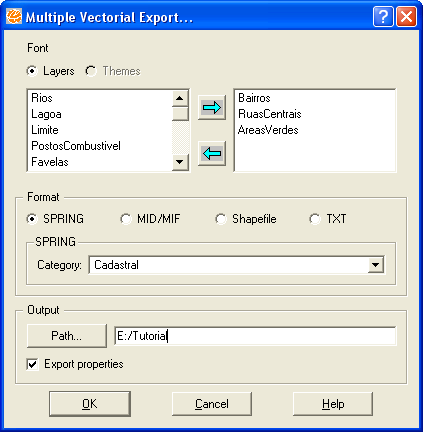 Multiple Vectorial Export...
Font
Layers Themes
Rios
Lagoa
Limite
PostosCombustivel
Favelas
Bairros
RuasCentrais
AreasVerdes
Format
SPRING MID/MIF Shapefile TXT
SPRING
Category: Cadastral
Output
Path... E:/Tutorial
Export properties
OK Cancel Help